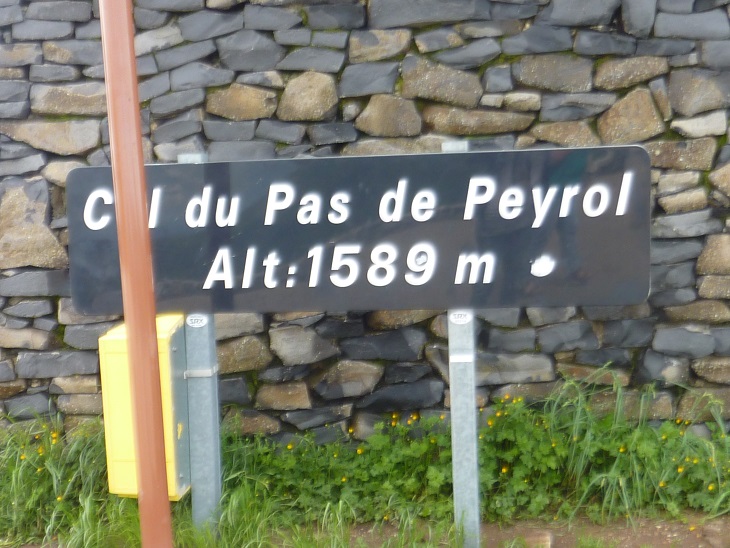 Col du Pas de Peyrol
Alt: 1589 m